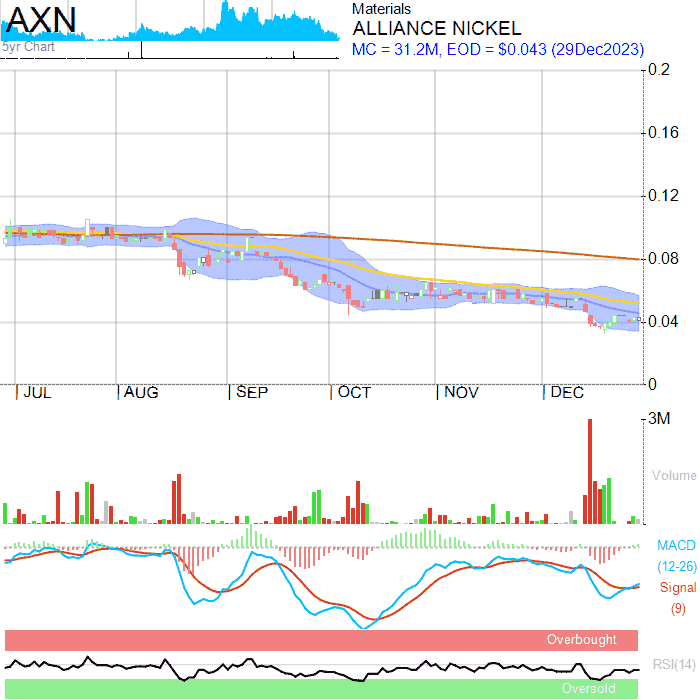 AXN
5yr Chart
Materials
ALLIANCE NICKEL
MC = 31.2M, EOD = $0.043 (29Dec2023)
0.2
0.16
0.12
0.08
0.04
0
JUL AUG SEP OCT NOV DEC
3M
Volume
MACD
(12-26)
Signal
(9)
Overbought
RSI(14)
Oversold